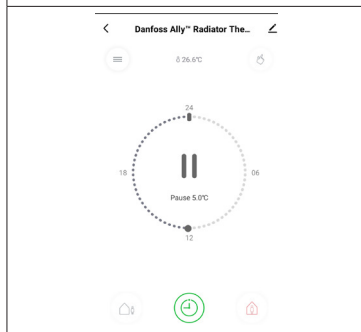 Danfoss Ally™ Radiator The...
26.6℃
24
18
06
Pause 5.0℃
12